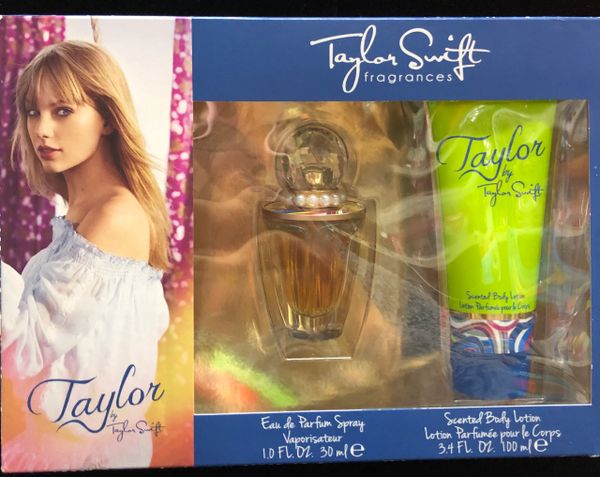 Taylor Swift
fragrances
Taylor
by
Taylor Swift
Scented Body Lotion
Lotion Parfumée pour le Corps
Taylor
by
Taylor Swift
Eau de Parfum Spray
Vaporisateur
1.0 FL. OZ. 30 ml ℮
Scented Body Lotion
Lotion Parfumée pour le Corps
3.4 FL. OZ. 100 ml ℮